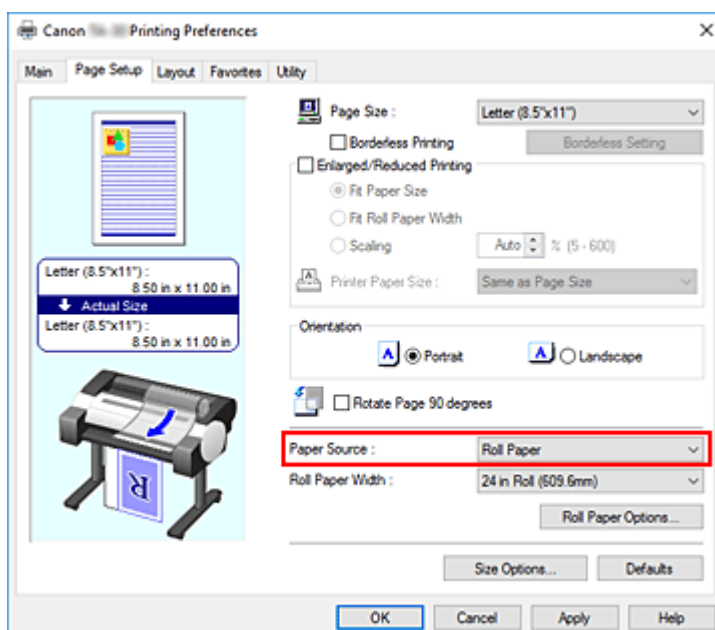 Canon Printing Preferences
Main Page Setup Layout Favorites Utility
Page Size : Letter (8.5"x11")
Borderless Printing Borderless Setting
Enlarged/Reduced Printing
Fit Paper Size
Fit Roll Paper Width
Scaling Auto % (5 - 600)
Printer Paper Size : Same as Page Size
Letter (8.5"x11") :
8.50 in x 11.00 in
Actual Size
Letter (8.5"x11") :
8.50 in x 11.00 in
Orientation
A Portrait A Landscape
Rotate Page 90 degrees
Paper Source : Roll Paper
Roll Paper Width : 24 in Roll (609.6mm)
R
Roll Paper Options...
Size Options... Defaults
OK Cancel Apply Help